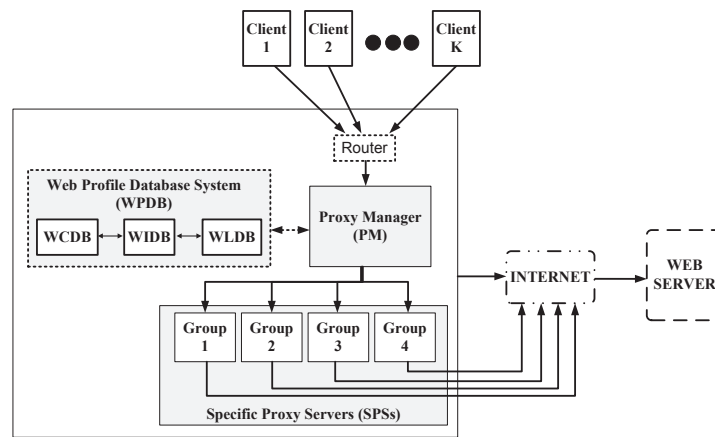 Client
1
Client
2
Client
K
Router
Web Profile Database System
(WPDB)
WCDB
WIDB
WLDB
Proxy Manager
(PM)
INTERNET
WEB
SERVER
Group
1
Group
2
Group
3
Group
4
Specific Proxy Servers (SPSs)